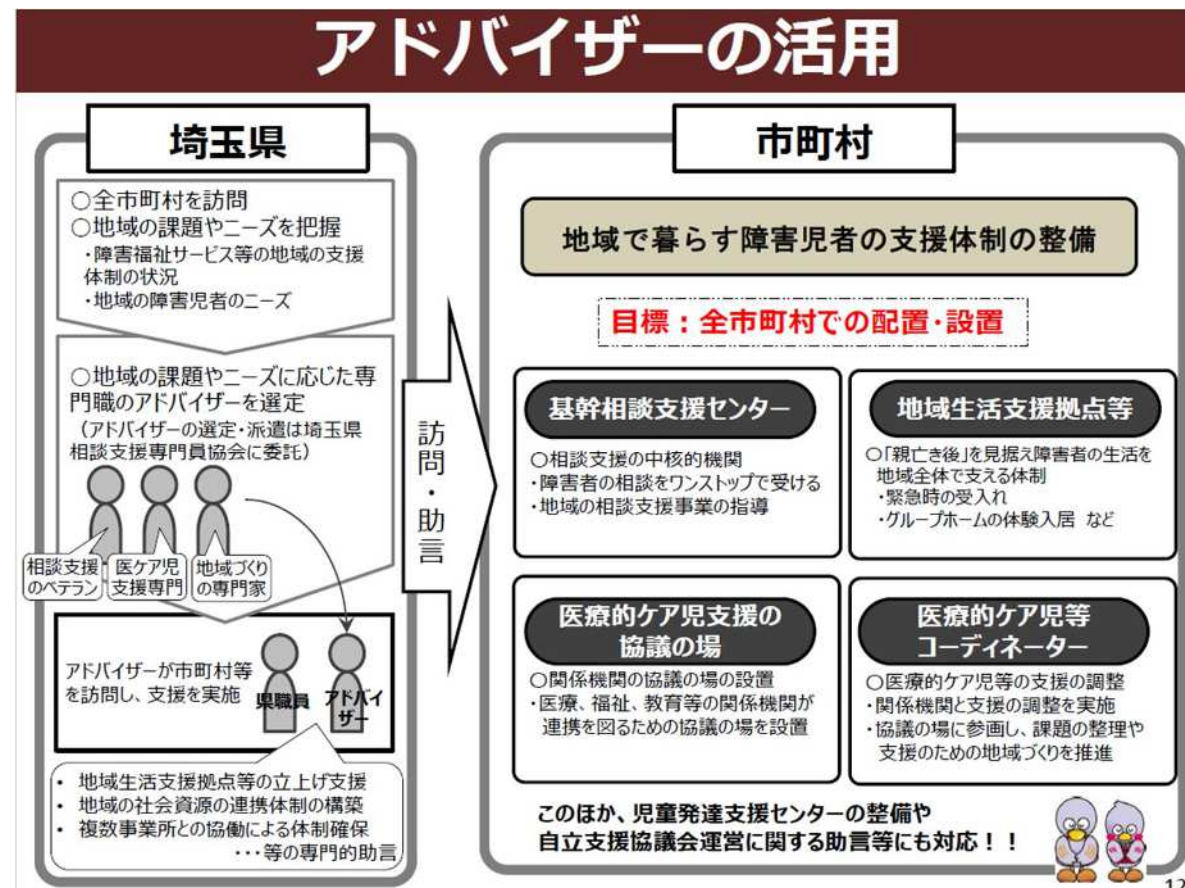 アドバイザーの活用
埼玉県
○全市町村を訪問
○地域の課題やニーズを把握
・障害福祉サービス等の地域の支援
体制の状況
・地域の障害児者のニーズ
○地域の課題やニーズに応じた専
門職のアドバイザーを選定
（アドバイザーの選定・派遣は埼玉県
相談支援専門員協会に委託）
相談支援
のベテラン
医ケア児
支援専門
地域づくり
の専門家
アドバイザーが市町村等
を訪問し、支援を実施
県職員
アドバイ
ザー
・ 地域生活支援拠点等の立上げ支援
・ 地域の社会資源の連携体制の構築
・ 複数事業所との協働による体制確保
・・・等の専門的助言
訪問・助言
市町村
地域で暮らす障害児者の支援体制の整備
目標：全市町村での配置・設置
基幹相談支援センター
○相談支援の中核的機関
・障害者の相談をワンストップで受ける
・地域の相談支援事業の指導
地域生活支援拠点等
○「親亡き後」を見据え障害者の生活を
地域全体で支える体制
・緊急時の受入れ
・グループホームの体験入居 など
医療的ケア児支援の
協議の場
○関係機関の協議の場の設置
・医療、福祉、教育等の関係機関が
連携を図るための協議の場を設置
医療的ケア児等
コーディネーター
○医療的ケア児等の支援の調整
・関係機関と支援の調整を実施
・協議の場に参画し、課題の整理や
支援のための地域づくりを推進
このほか、児童発達支援センターの整備や
自立支援協議会運営に関する助言等にも対応！！
12